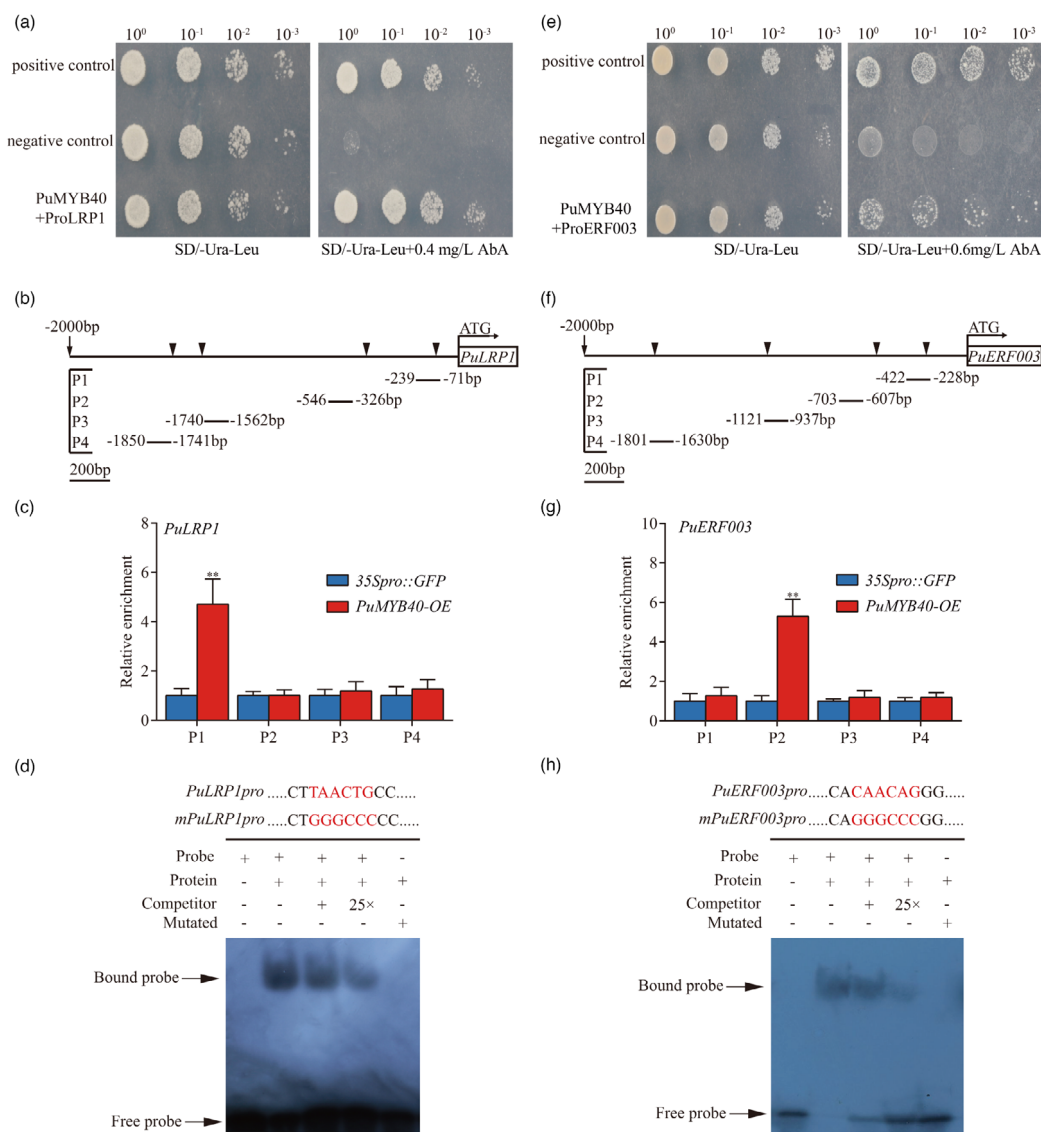 (a)
10⁰ 10⁻¹ 10⁻² 10⁻³ 10⁰ 10⁻¹ 10⁻² 10⁻³
positive control
negative control
PuMYB40
+ProLRP1
SD/-Ura-Leu SD/-Ura-Leu+0.4 mg/L AbA
(b)
-2000bp
ATG
PuLRP1
P1 -239 -71bp
P2 -546 -326bp
P3 -1740 -1562bp
P4 -1850 -1741bp
200bp
(c)
PuLRP1
Relative enrichment
8
6
4
2
0
**
35Spro::GFP
PuMYB40-OE
P1 P2 P3 P4
(d)
PuLRP1pro .....CTTAACTGCC.....
mPuLRP1pro .....CTGGGCCCCC.....
Probe + + + + -
Protein - + + + +
Competitor - - + 25× -
Mutated - - - - +
Bound probe
Free probe
(e)
10⁰ 10⁻¹ 10⁻² 10⁻³ 10⁰ 10⁻¹ 10⁻² 10⁻³
positive control
negative control
PuMYB40
+ProERF003
SD/-Ura-Leu SD/-Ura-Leu+0.6mg/L AbA
(f)
-2000bp
ATG
PuERF003
P1 -422 -228bp
P2 -703 -607bp
P3 -1121 -937bp
P4 -1801 -1630bp
200bp
(g)
PuERF003
Relative enrichment
10
8
6
4
2
0
**
35Spro::GFP
PuMYB40-OE
P1 P2 P3 P4
(h)
PuERF003pro.....CACAACAGGG.....
mPuERF003pro.....CAGGGCCCGG.....
Probe + + + + -
Protein - + + + +
Competitor - - + 25× -
Mutated - - - - +
Bound probe
Free probe